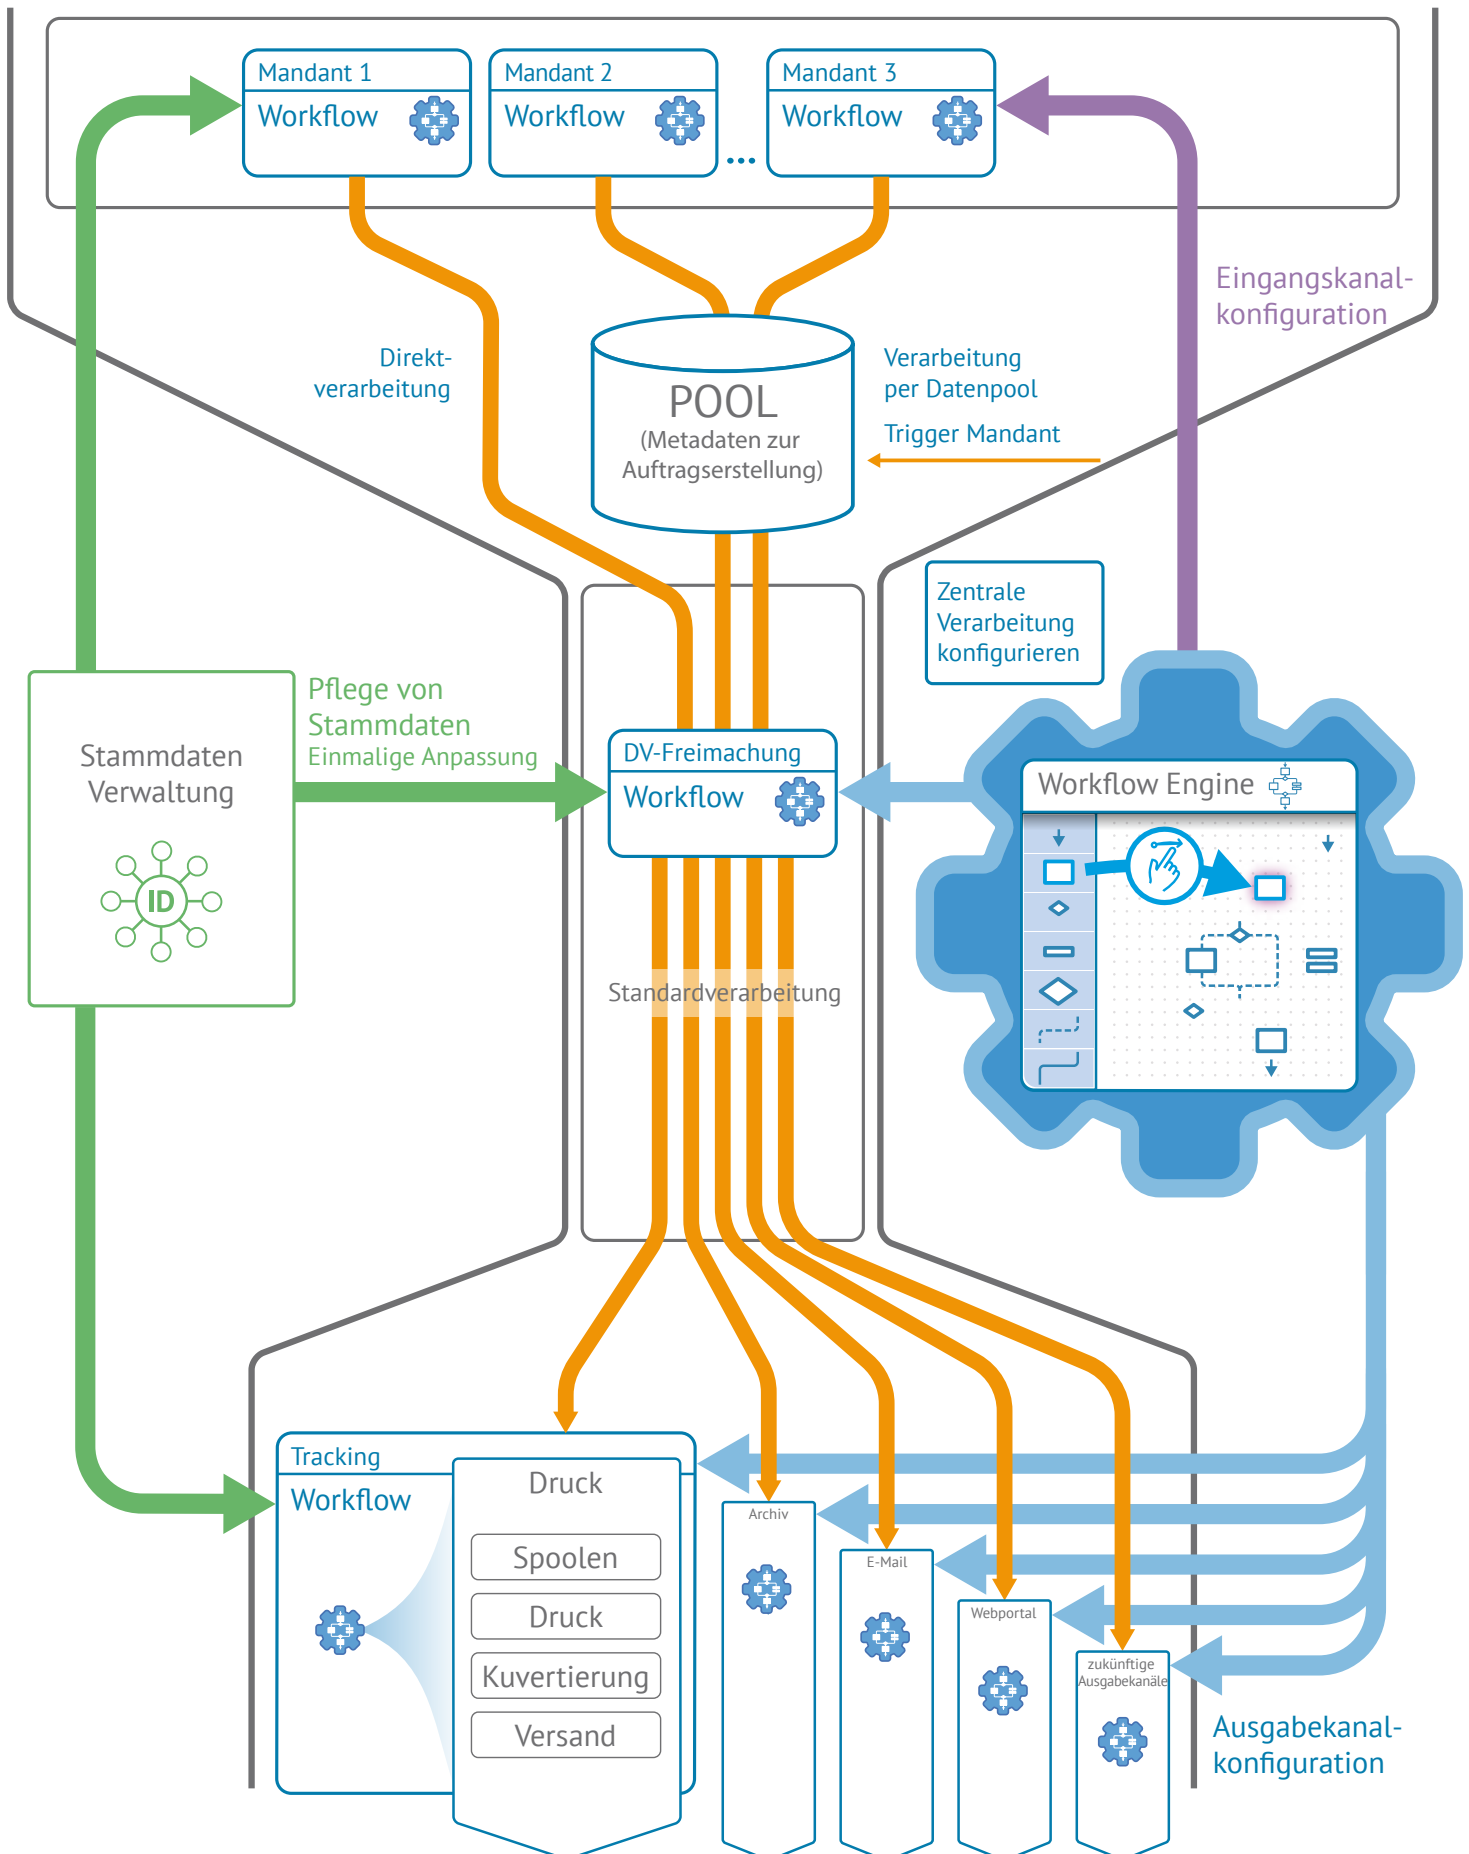 Mandant 1
Workflow
Mandant 2
Workflow
...
Mandant 3
Workflow
Eingangskanal-
konfiguration
Direkt-
verarbeitung
POOL
(Metadaten zur
Auftragserstellung)
Verarbeitung
per Datenpool
Trigger Mandant
Zentrale
Verarbeitung
konfigurieren
Stammdaten
Verwaltung
ID
Pflege von
Stammdaten
Einmalige Anpassung
DV-Freimachung
Workflow
Workflow Engine
Standardverarbeitung
Tracking
Workflow
Druck
Spoolen
Druck
Kuvertierung
Versand
Archiv
E-Mail
Webportal
zukünftige
Ausgabekanäle
Ausgabekanal-
konfiguration